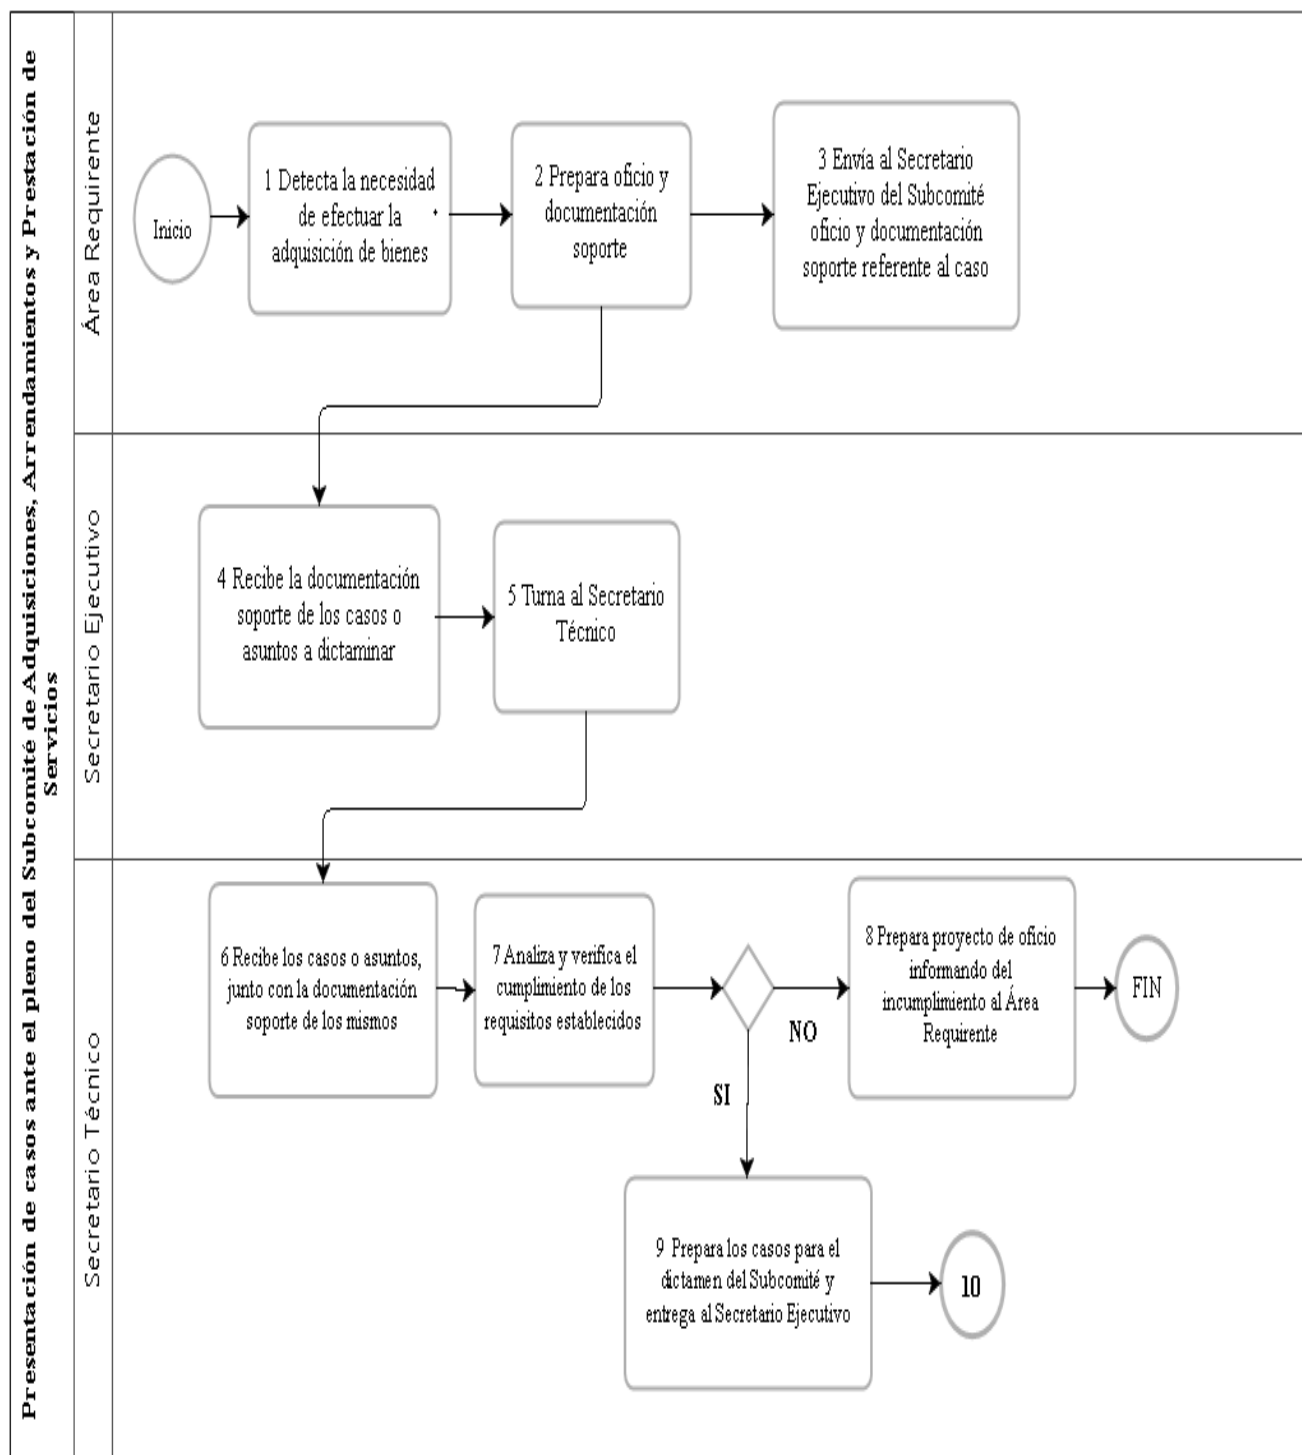 Presentación de casos ante el pleno del Subcomité de Adquisiciones, Arrendamientos y Prestación de
Servicios
Área Requirente
Inicio
1 Detecta la necesidad
de efectuar la
adquisición de bienes
2 Prepara oficio y
documentación
soporte
3 Envía al Secretario
Ejecutivo del Subcomité
oficio y documentación
soporte referente al caso
Secretario Ejecutivo
4 Recibe la documentación
soporte de los casos o
asuntos a dictaminar
5 Turna al Secretario
Técnico
Secretario Técnico
6 Recibe los casos o asuntos,
junto con la documentación
soporte de los mismos
7 Analiza y verifica el
cumplimiento de los
requisitos establecidos
NO
8 Prepara proyecto de oficio
informando del
incumplimiento al Área
Requirente
FIN
SI
9 Prepara los casos para el
dictamen del Subcomité y
entrega al Secretario Ejecutivo
10